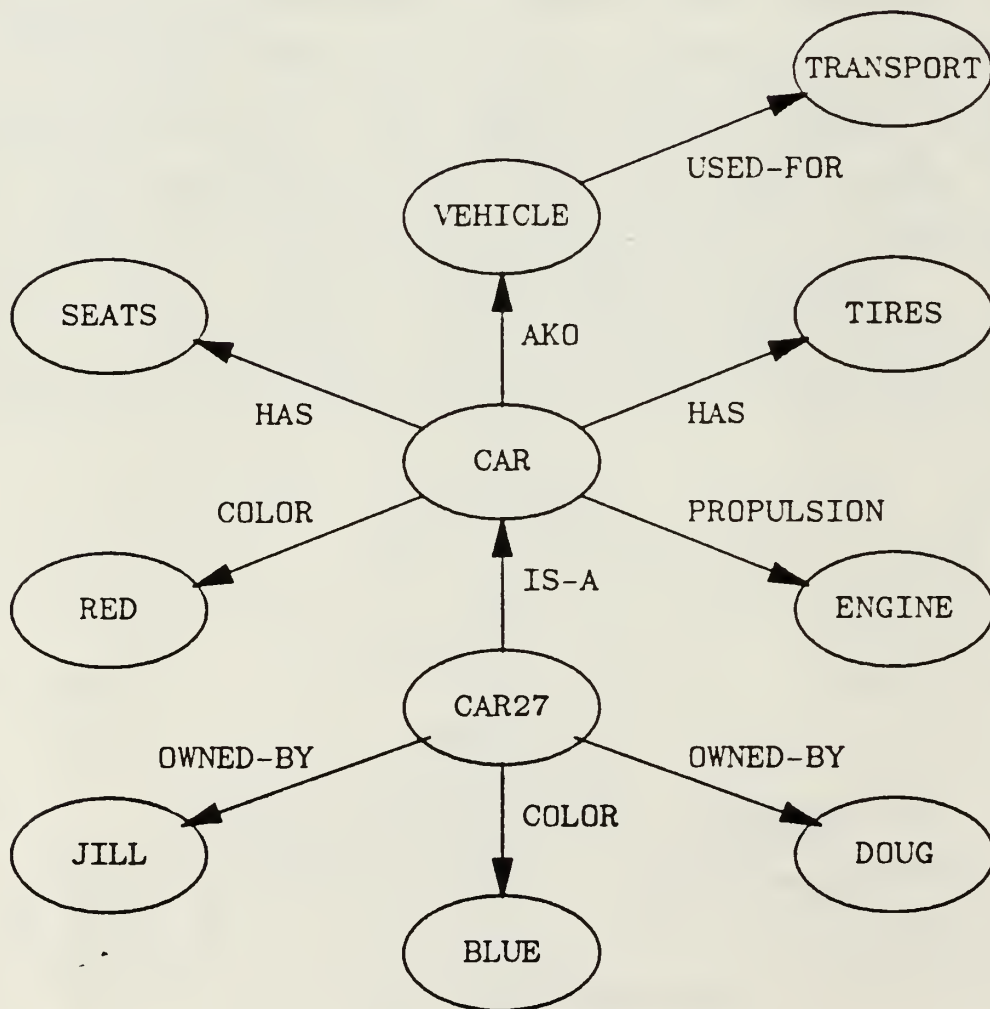 TRANSPORT
USED-FOR
VEHICLE
SEATS
TIRES
AKO
HAS
HAS
CAR
COLOR
PROPULSION
IS-A
RED
ENGINE
CAR27
OWNED-BY
OWNED-BY
COLOR
JILL
DOUG
BLUE